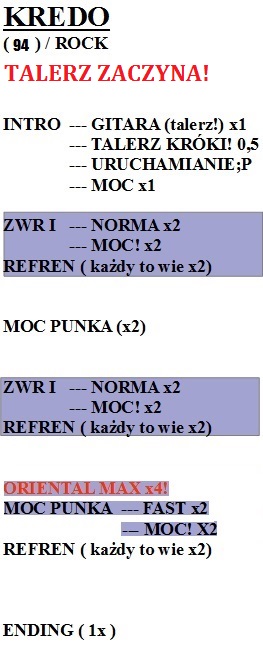 KREDO
( 94 ) / ROCK
TALERZ ZACZYNA!
INTRO --- GITARA (talerz!) x1
--- TALERZ KRÓKI! 0,5
--- URUCHAMIANIE;P
--- MOC x1
ZWR I --- NORMA x2
--- MOC! x2
REFREN ( każdy to wie x2)
MOC PUNKA (x2)
ZWR I --- NORMA x2
--- MOC! x2
REFREN ( każdy to wie x2)
ORIENTAL MAX x4!
MOC PUNKA --- FAST x2
--- MOC! X2
REFREN ( każdy to wie x2)
ENDING ( 1x )